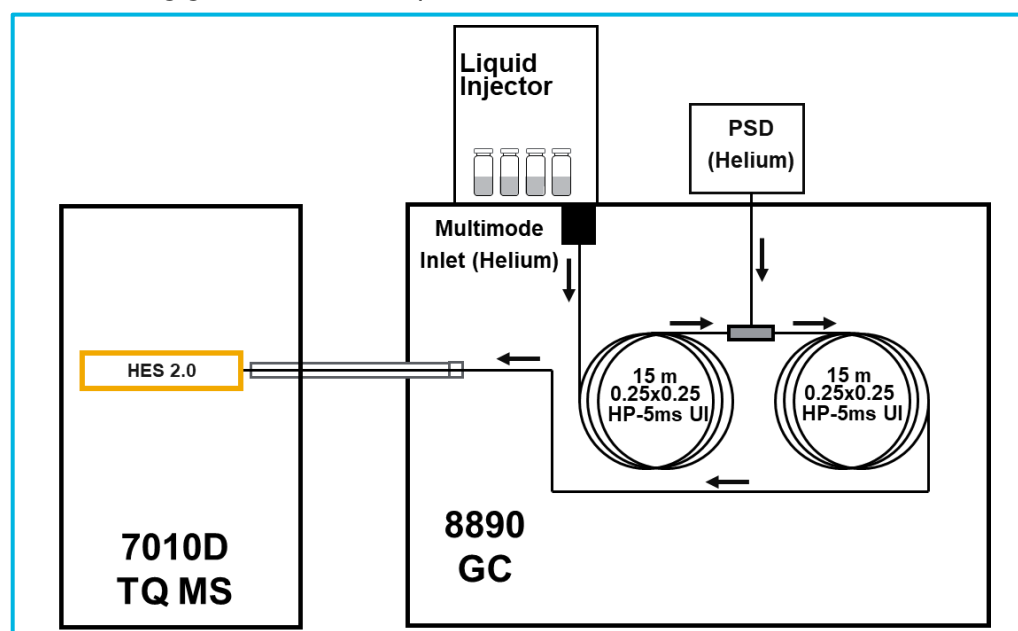 Liquid
Injector
PSD
(Helium)
Multimode
Inlet (Helium)
HES 2.0
15 m
0.25x0.25
HP-5ms UI
15 m
0.25x0.25
HP-5ms UI
7010D
TQ MS
8890
GC